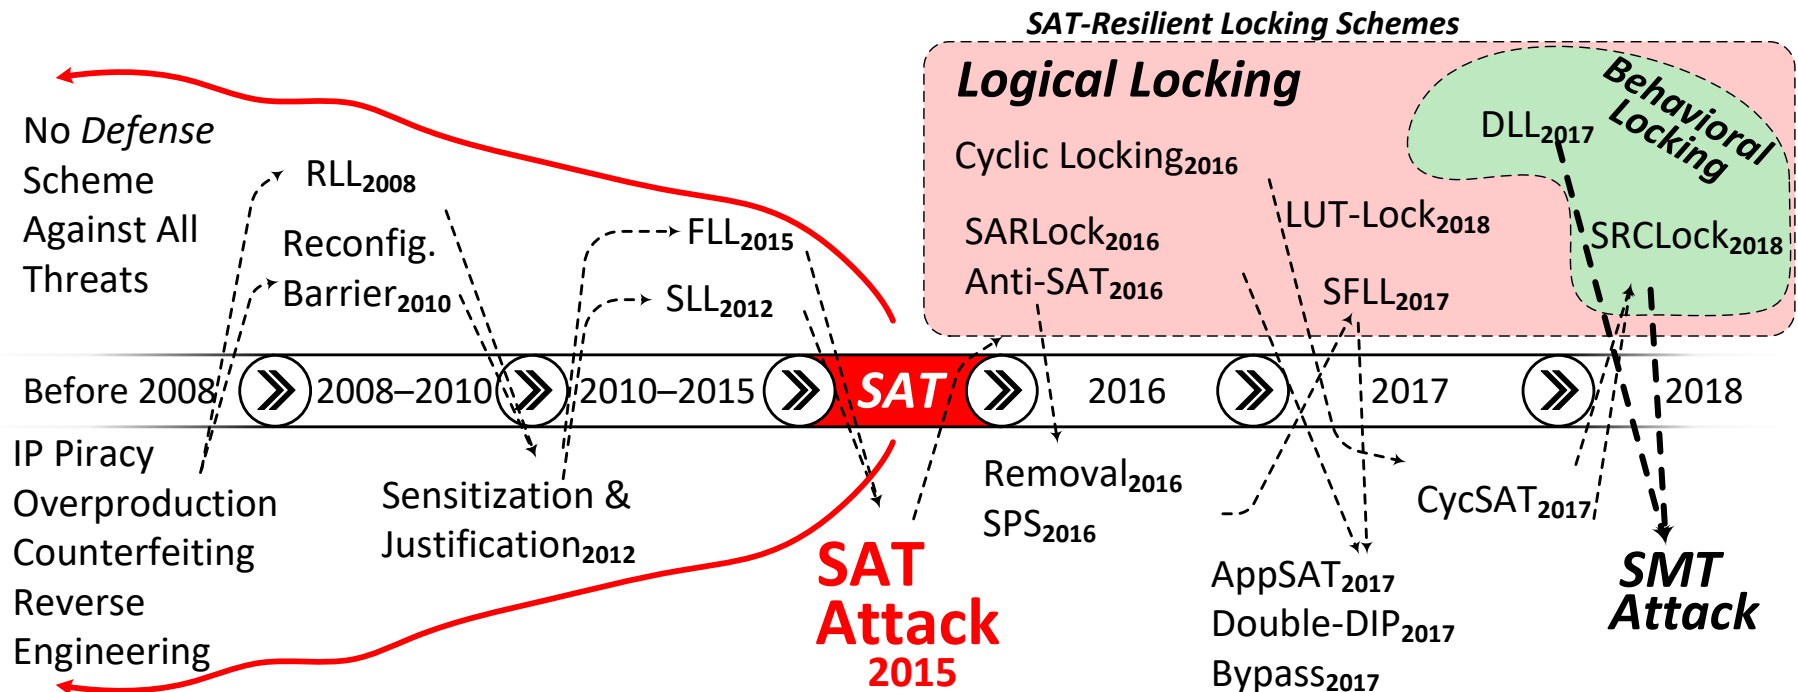 SAT-Resilient Locking Schemes
Logical Locking
Behavioral
Locking
No Defense
Scheme
Against All
Threats
RLL2008
Reconfig.
Barrier2010
FLL2015
SLL2012
Cyclic Locking2016
SARLock2016
Anti-SAT2016
LUT-Lock2018
SFLL2017
DLL2017
SRCLock2018
Before 2008
2008–2010
2010–2015
SAT
2016
2017
2018
IP Piracy
Overproduction
Counterfeiting
Reverse
Engineering
Sensitization &
Justification2012
SAT
Attack
2015
Removal2016
SPS2016
AppSAT2017
Double-DIP2017
Bypass2017
CycSAT2017
SMT
Attack